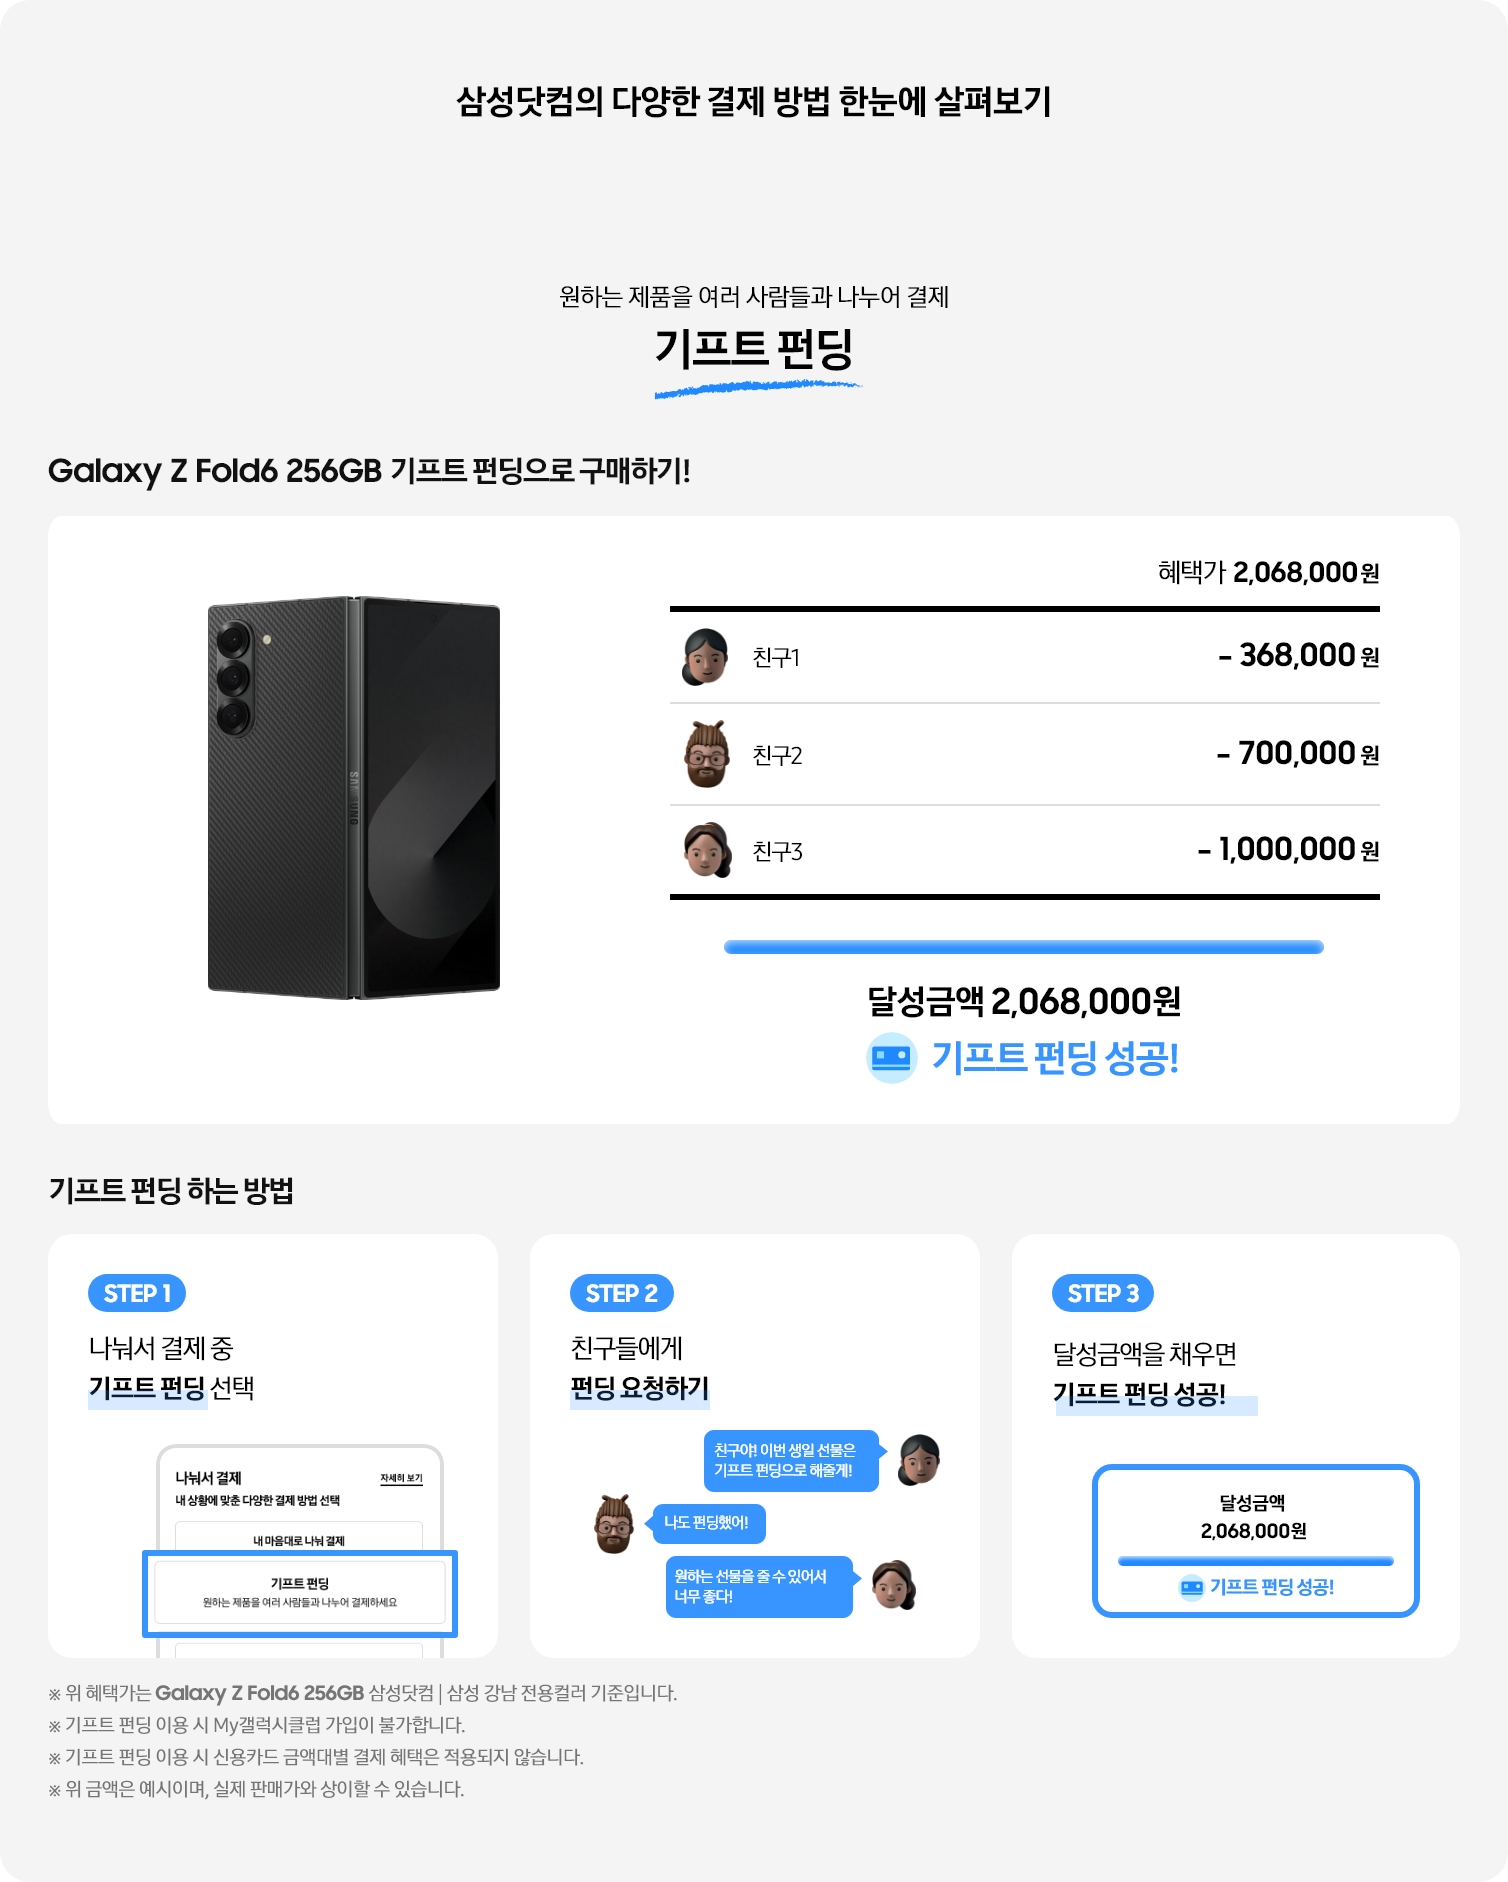 삼성닷컴의 다양한 결제 방법 한눈에 살펴보기
원하는 제품을 여러 사람들과 나누어 결제
기프트 펀딩
Galaxy Z Fold6 256GB 기프트 펀딩으로 구매하기!
SAMSUNG
혜택가 2,068,000원
친구1 - 368,000 원
친구2 - 700,000 원
친구3 - 1,000,000 원
달성금액 2,068,000원
기프트 펀딩 성공!
기프트 펀딩 하는 방법
STEP 1
나눠서 결제 중
기프트 펀딩 선택
나눠서 결제 자세히 보기
내 상황에 맞춘 다양한 결제 방법 선택
내 마음대로 나눠 결제
기프트 펀딩
원하는 제품을 여러 사람들과 나누어 결제하세요
STEP 2
친구들에게
펀딩 요청하기
친구야! 이번 생일 선물은
기프트 펀딩으로 해줄게!
나도 펀딩했어!
원하는 선물을 줄 수 있어서
너무 좋다!
STEP 3
달성금액을 채우면
기프트 펀딩 성공!
달성금액
2,068,000원
기프트 펀딩 성공!
※ 위 혜택가는 Galaxy Z Fold6 256GB 삼성닷컴 | 삼성 강남 전용컬러 기준입니다.
※ 기프트 펀딩 이용 시 My갤럭시클럽 가입이 불가합니다.
※ 기프트 펀딩 이용 시 신용카드 금액대별 결제 혜택은 적용되지 않습니다.
※ 위 금액은 예시이며, 실제 판매가와 상이할 수 있습니다.